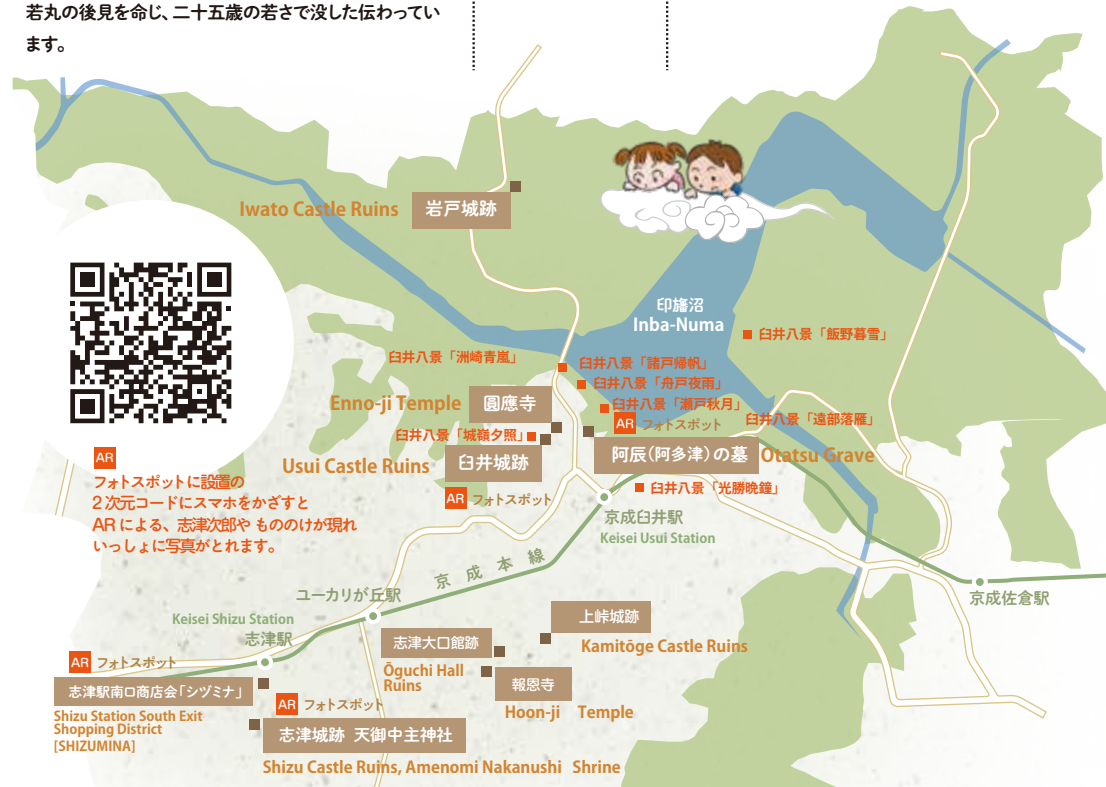 若丸の後見を命じ、二十五歳の若さで没した伝わってい
ます。
Iwato Castle Ruins
岩戸城跡
印旛沼
Inba-Numa
臼井八景「飯野暮雪」
臼井八景「洲崎青嵐」
臼井八景「諸戸帰帆」
臼井八景「舟戸夜雨」
臼井八景「瀬戸秋月」
臼井八景「遠部落雁」
Enno-ji Temple
圓應寺
AR フォトスポット
臼井八景「城嶺夕照」
Usui Castle Ruins
臼井城跡
阿辰(阿多津)の墓
Otatsu Grave
AR フォトスポット
臼井八景「光勝晩鐘」
AR
フォトスポットに設置の
2次元コードにスマホをかざすと
ARによる、志津次郎や もののけが現れ
いっしょに写真がとれます。
京成臼井駅
Keisei Usui Station
京成本線
ユーカリが丘駅
京成佐倉駅
Keisei Shizu Station
志津駅
上峠城跡
Kamitōge Castle Ruins
志津大口館跡
Ōguchi Hall
Ruins
報恩寺
Hoon-ji Temple
AR フォトスポット
志津駅南口商店会「シヅミナ」
Shizu Station South Exit
Shopping District
[SHIZUMINA]
AR フォトスポット
志津城跡 天御中主神社
Shizu Castle Ruins, Amenomi Nakanushi Shrine